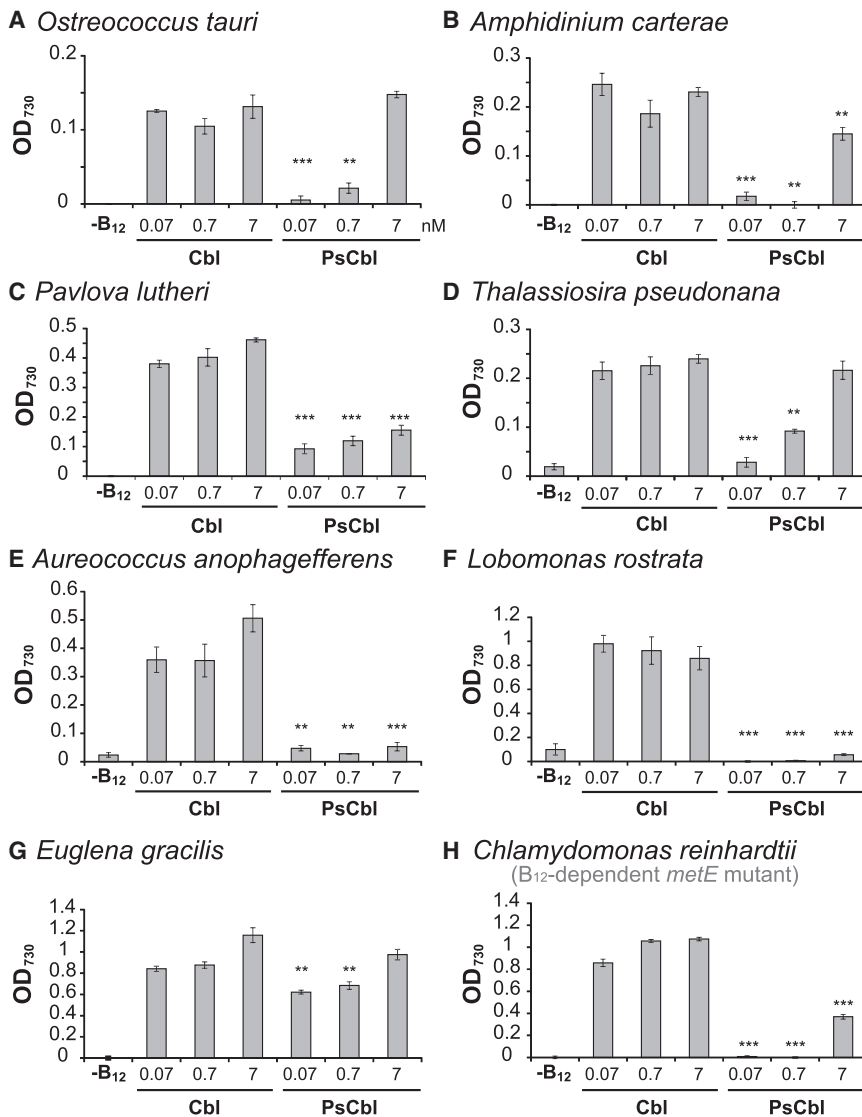 A Ostreococcus tauri
0.2
0.1
0
OD730
*** **
-B12 0.07 0.7 7 0.07 0.7 7 nM
Cbl PsCbl
B Amphidinium carterae
0.3
0.2
0.1
0
OD730
*** ** **
-B12 0.07 0.7 7 0.07 0.7 7
Cbl PsCbl
C Pavlova lutheri
0.5
0.4
0.3
0.2
0.1
0
OD730
*** *** ***
-B12 0.07 0.7 7 0.07 0.7 7
Cbl PsCbl
D Thalassiosira pseudonana
0.3
0.2
0.1
0
OD730
*** **
-B12 0.07 0.7 7 0.07 0.7 7
Cbl PsCbl
E Aureococcus anophagefferens
0.6
0.5
0.4
0.3
0.2
0.1
0
OD730
** ** ***
-B12 0.07 0.7 7 0.07 0.7 7
Cbl PsCbl
F Lobomonas rostrata
1.2
1
0.8
0.6
0.4
0.2
0
OD730
*** *** ***
-B12 0.07 0.7 7 0.07 0.7 7
Cbl PsCbl
G Euglena gracilis
1.4
1.2
1
0.8
0.6
0.4
0.2
0
OD730
** **
-B12 0.07 0.7 7 0.07 0.7 7
Cbl PsCbl
H Chlamydomonas reinhardtii
(B12-dependent metE mutant)
1.4
1.2
1
0.8
0.6
0.4
0.2
0
OD730
*** *** ***
-B12 0.07 0.7 7 0.07 0.7 7
Cbl PsCbl